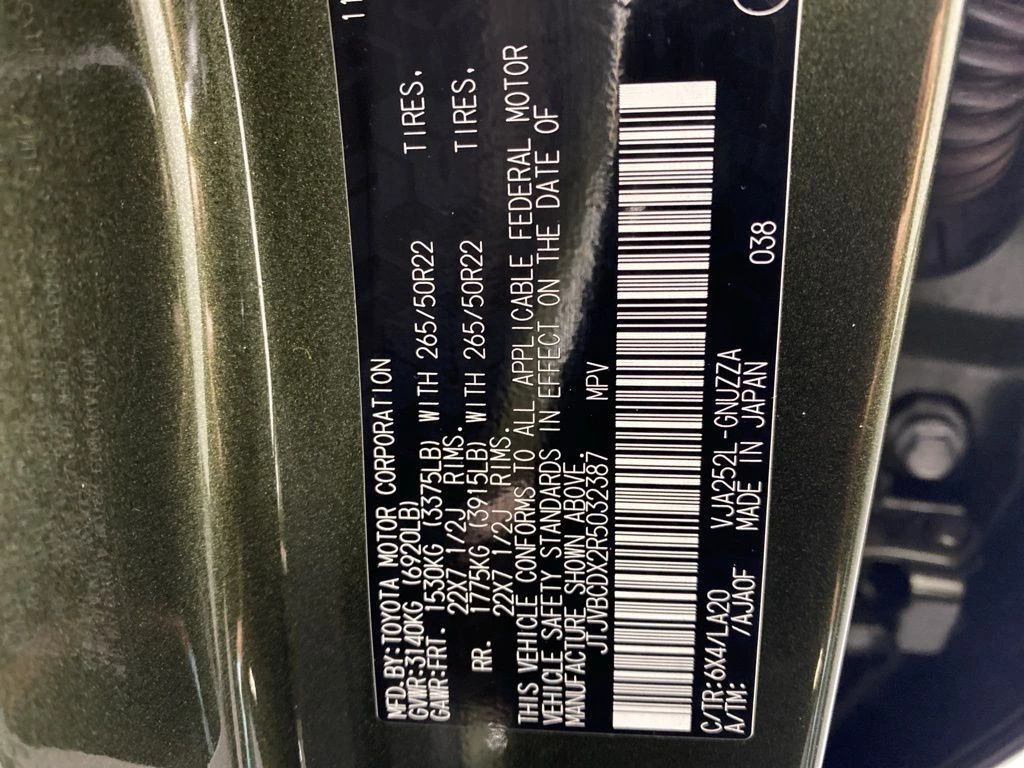 11
MFD.BY:TOYOTA MOTOR CORPORATION
GVWR:3140KG (6920LB)
GAWR:FRT. 1530KG (3375LB) WITH 265/50R22 TIRES.
22X7 1/2J RIMS.
RR. 1775KG (3915LB) WITH 265/50R22 TIRES.
22X7 1/2J RIMS.
THIS VEHICLE CONFORMS TO ALL APPLICABLE FEDERAL MOTOR
VEHICLE SAFETY STANDARDS IN EFFECT ON THE DATE OF
MANUFACTURE SHOWN ABOVE.
JTJVBCDX2R5032387 MPV
C/TR:6X4/LA20 VJA252L-GNUZZA
A/TM: /AJA0F MADE IN JAPAN 038